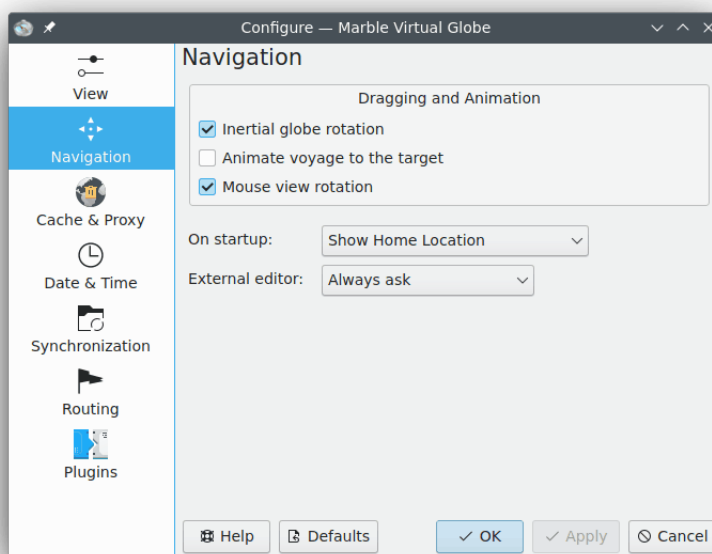 Configure — Marble Virtual Globe
View
Navigation
Cache & Proxy
Date & Time
Synchronization
Routing
Plugins
Navigation
Dragging and Animation
Inertial globe rotation
Animate voyage to the target
Mouse view rotation
On startup: Show Home Location
External editor: Always ask
Help Defaults OK Apply Cancel